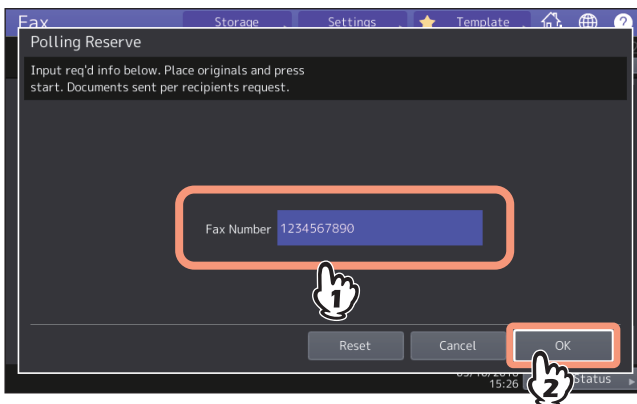 Fax
Storage
Settings
Template
?
Polling Reserve
Input req'd info below. Place originals and press
start. Documents sent per recipients request.
Fax Number 1234567890
1
Reset
Cancel
OK
15:26
Status
2